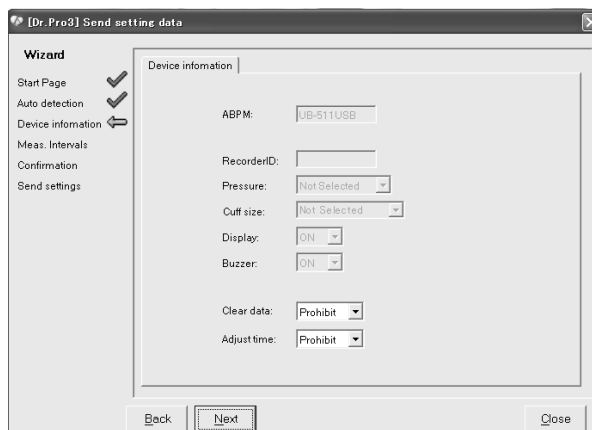 [Dr.Pro3] Send setting data
Wizard
Start Page
Auto detection
Device infomation
Meas. Intervals
Confirmation
Send settings
Device infomation
ABPM: UB-511USB
RecorderID:
Pressure: Not Selected
Cuff size: Not Selected
Display: ON
Buzzer: ON
Clear data: Prohibit
Adjust time: Prohibit
Back Next Close